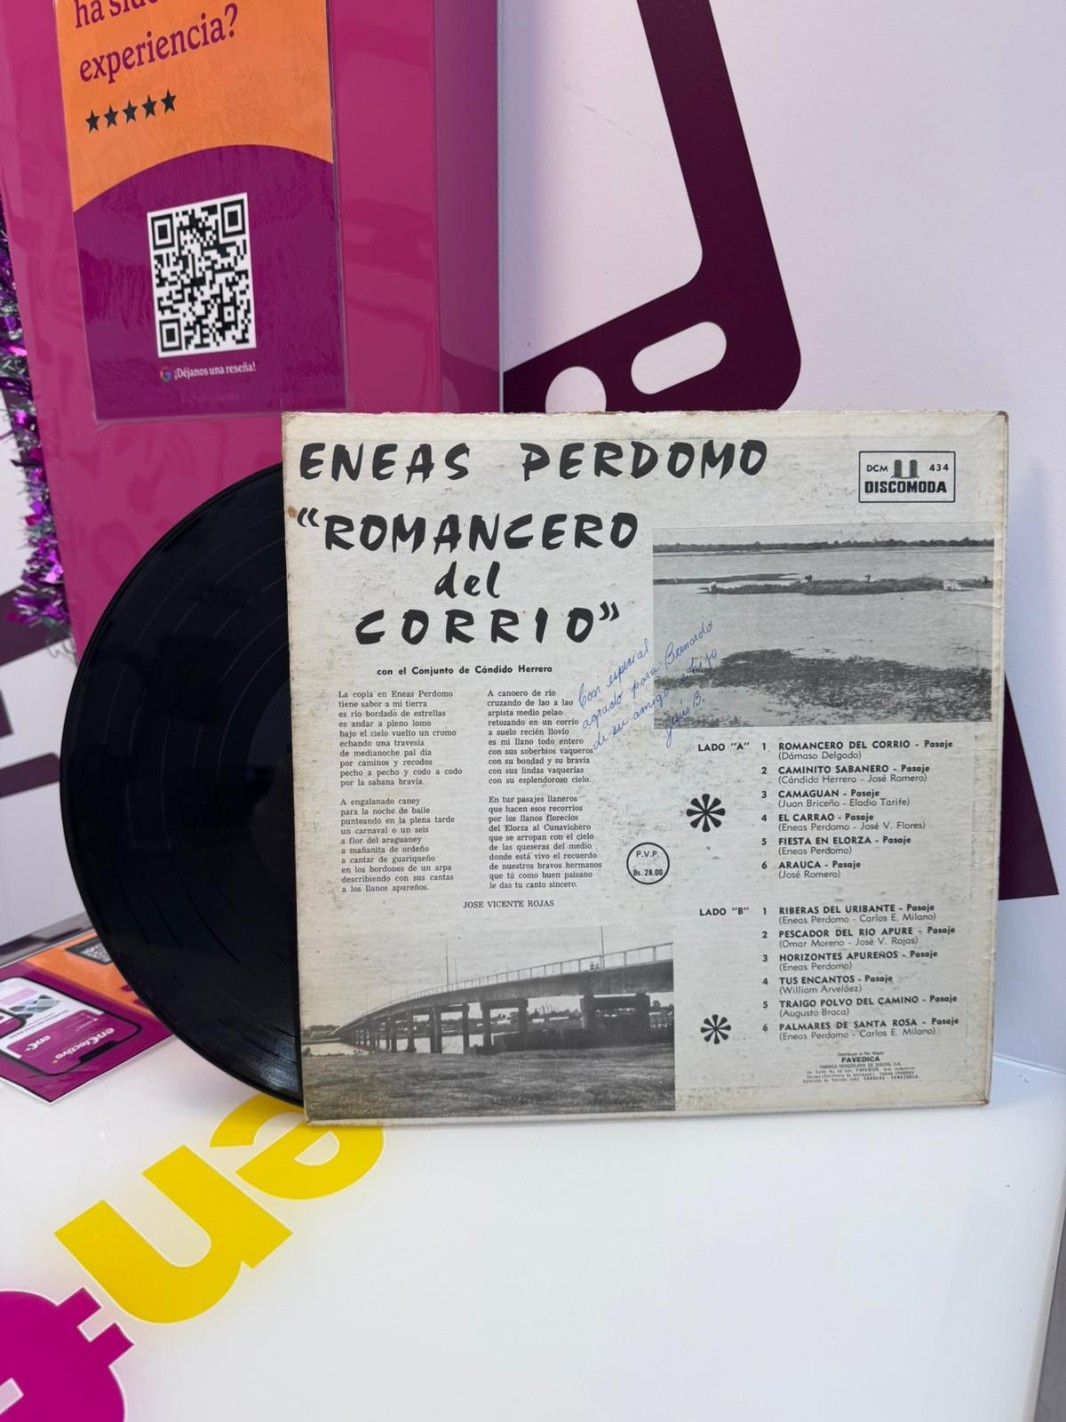 ha sido
experiencia?
★★★★★
¡Déjanos una reseña!
ENEAS PERDOMO
"ROMANCERO
del
CORRIO"
DCM 434
DISCOMODA
con el Conjunto de Cándido Herrera
La copla en Eneas Perdomo
tiene sabor a mi tierra
es río bordado de estrellas
es andar a pleno lomo
bajo el cielo vuelto un cromo
echando una travesía
de medianoche pal día
por caminos y recodos
pecho a pecho y codo a codo
por la sabana bravía.
A engalanado caney
para la noche de baile
punteando en la plena tarde
un carnaval o un seis
a flor del araguaney
a mañanita de ordeño
a cantar de guariqueño
en los bordones de un arpa
describiendo con sus cantas
a los llanos apureños.
A canoero de río
cruzando de lao a lao
arpista medio pelao
retozando en un corrío
a suelo recién llovío
es mi llano todo entero
con sus soberbios vaqueros
con su bondad y su bravía
con sus lindas vaquerías
con su esplendoroso cielo.
En tur pasajes llaneros
que hacen esos recorríos
por los llanos florecíos
del Elorza al Cunavichero
que se arropan con el cielo
de las queseras del medio
donde está vivo el recuerdo
de nuestros bravos hermanos
que tú como buen paisano
le das tu canto sincero.
JOSE VICENTE ROJAS
Con especial
agrado para Bernardo
de su amigo e hijo
B.
P.V.P.
Bs. 28.00
LADO "A" 1 ROMANCERO DEL CORRIO - Pasaje
(Dámaso Delgado)
2 CAMINITO SABANERO - Pasaje
(Cándido Herrera - José Romero)
3 CAMAGUAN - Pasaje
(Juan Briceño - Eladio Tarife)
4 EL CARRAO - Pasaje
(Eneas Perdomo - José V. Flores)
5 FIESTA EN ELORZA - Pasaje
(Eneas Perdomo)
6 ARAUCA - Pasaje
(José Romero)
LADO "B" 1 RIBERAS DEL URIBANTE - Pasaje
(Eneas Perdomo - Carlos E. Milano)
2 PESCADOR DEL RIO APURE - Pasaje
(Omar Moreno - José V. Rojas)
3 HORIZONTES APUREÑOS - Pasaje
(Eneas Perdomo)
4 TUS ENCANTOS - Pasaje
(William Arveláez)
5 TRAIGO POLVO DEL CAMINO - Pasaje
(Augusto Braca)
6 PALMARES DE SANTA ROSA - Pasaje
(Eneas Perdomo - Carlos E. Milano)
FAVEDICA
FABRICA VENEZOLANA DE DISCOS, C.A.
CARACAS - VENEZUELA
enEfectivo
en